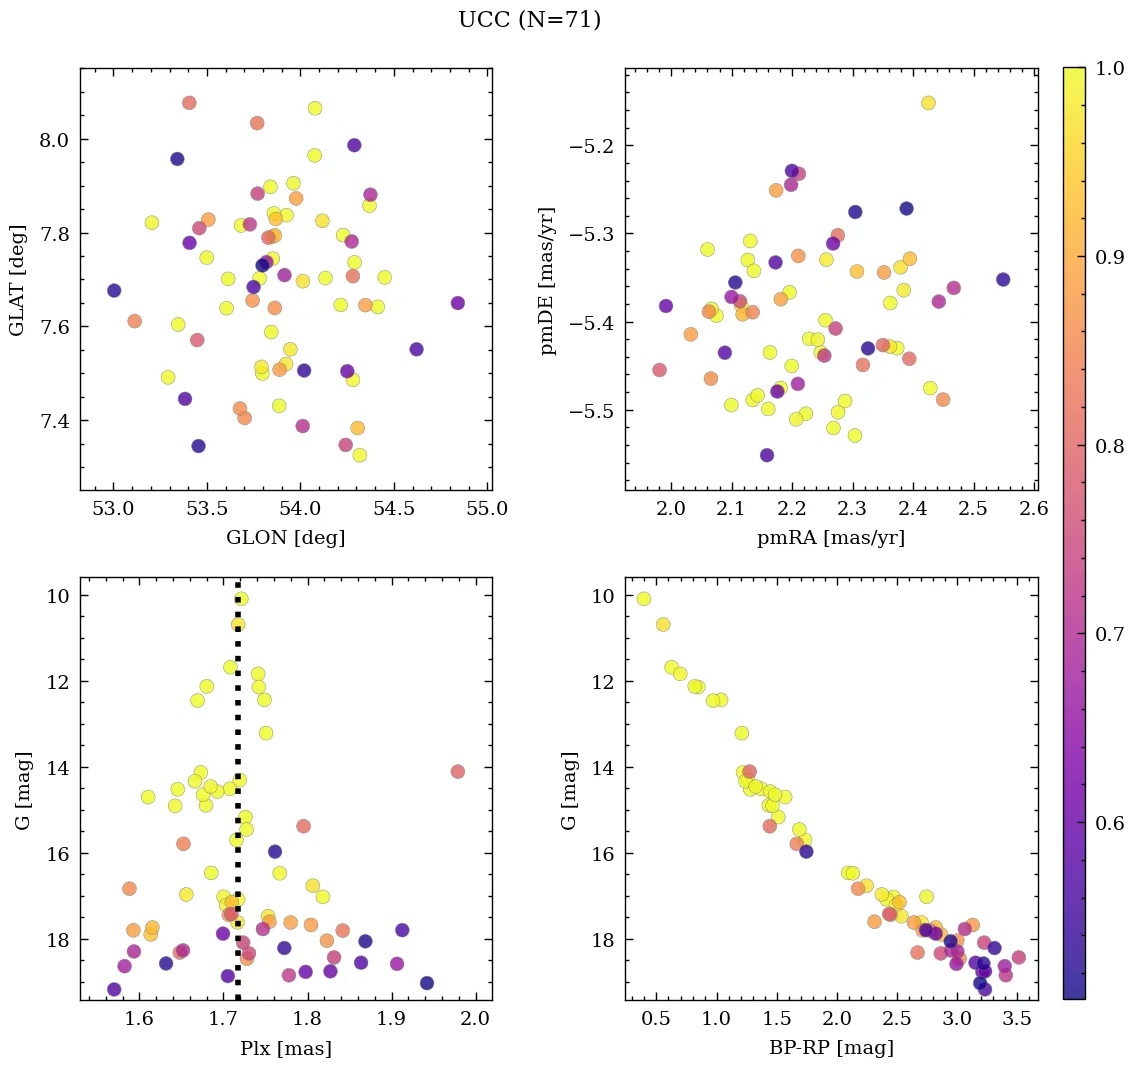 UCC (N=71)
8.0
7.8
7.6
7.4
GLAT [deg]
53.0 53.5 54.0 54.5 55.0
GLON [deg]
−5.2
−5.3
−5.4
−5.5
pmDE [mas/yr]
2.0 2.1 2.2 2.3 2.4 2.5 2.6
pmRA [mas/yr]
10
12
14
16
18
G [mag]
1.6 1.7 1.8 1.9 2.0
Plx [mas]
10
12
14
16
18
G [mag]
0.5 1.0 1.5 2.0 2.5 3.0 3.5
BP-RP [mag]
1.0
0.9
0.8
0.7
0.6